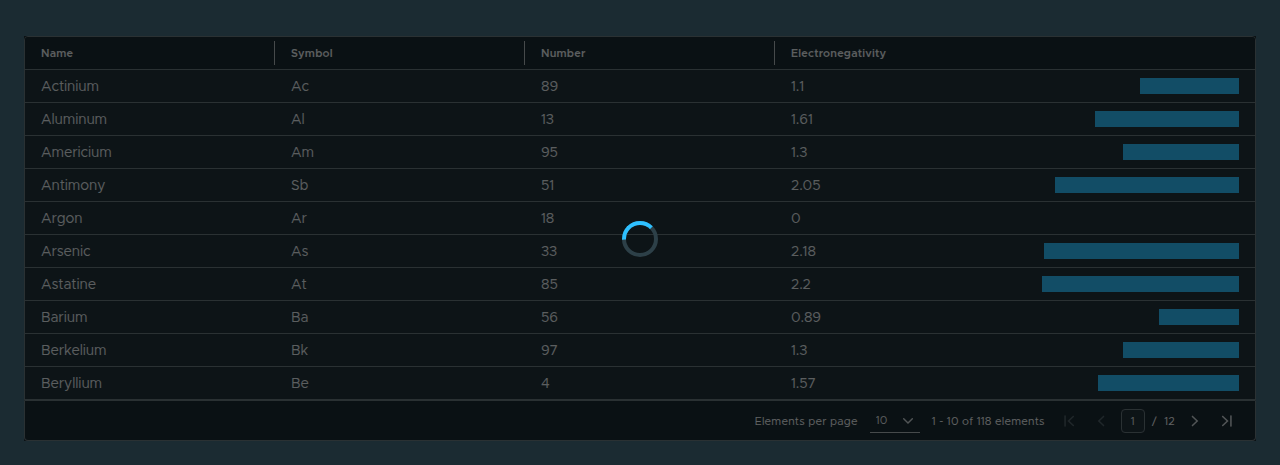 Name Symbol Number Electronegativity
Actinium Ac 89 1.1
Aluminum Al 13 1.61
Americium Am 95 1.3
Antimony Sb 51 2.05
Argon Ar 18 0
Arsenic As 33 2.18
Astatine At 85 2.2
Barium Ba 56 0.89
Berkelium Bk 97 1.3
Beryllium Be 4 1.57
Elements per page 10 1 - 10 of 118 elements 1 / 12